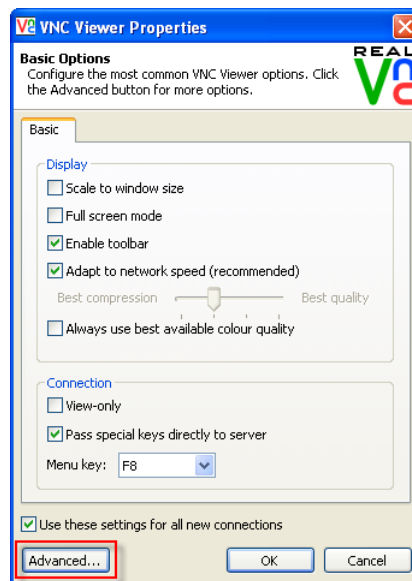 VNC Viewer Properties
Basic Options
Configure the most common VNC Viewer options. Click
the Advanced button for more options.
REAL
VNC
Basic
Display
Scale to window size
Full screen mode
Enable toolbar
Adapt to network speed (recommended)
Best compression Best quality
Always use best available colour quality
Connection
View-only
Pass special keys directly to server
Menu key: F8
Use these settings for all new connections
Advanced... OK Cancel